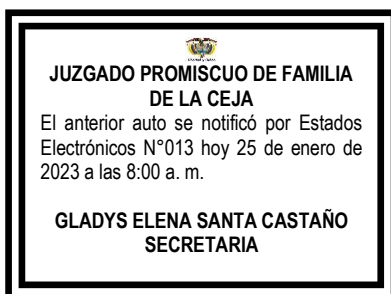 JUZGADO PROMISCUO DE FAMILIA
DE LA CEJA
El anterior auto se notificó por Estados
Electrónicos N°013 hoy 25 de enero de
2023 a las 8:00 a. m.
GLADYS ELENA SANTA CASTAÑO
SECRETARIA